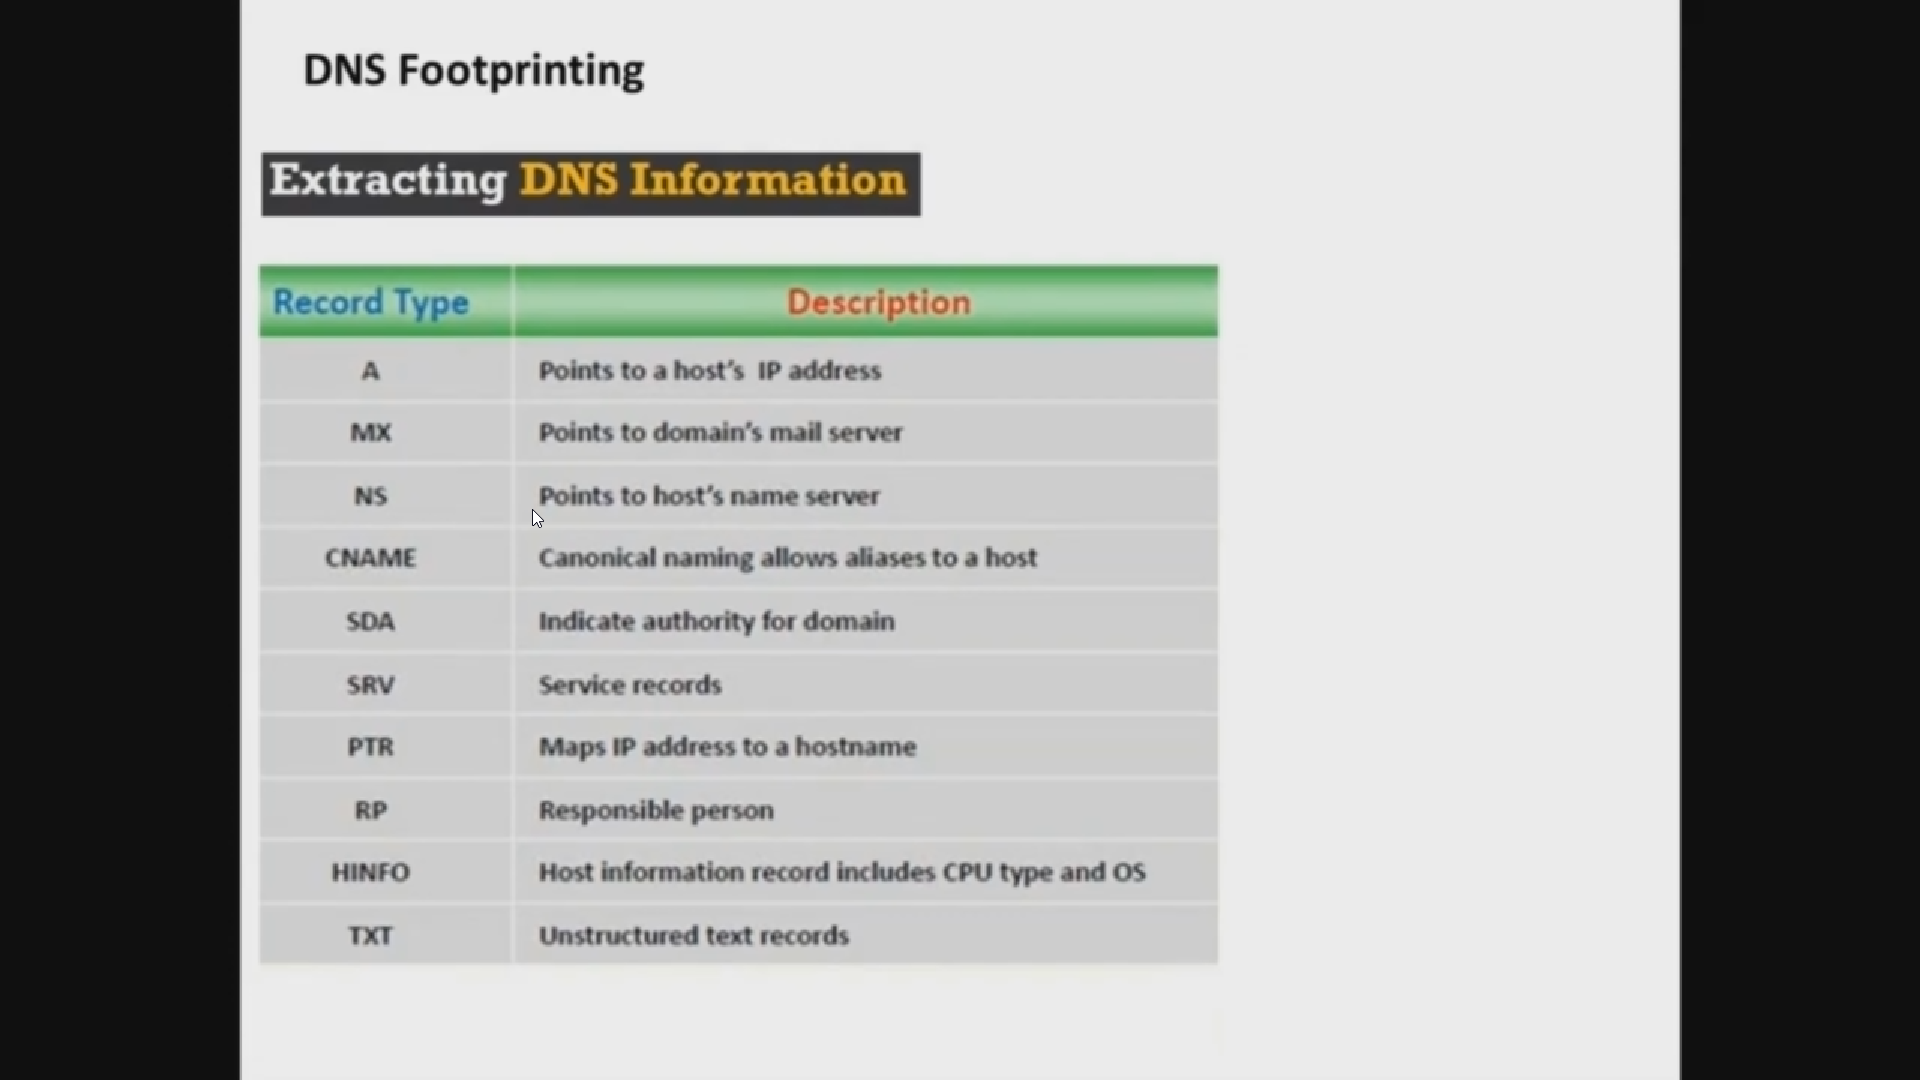 DNS Footprinting
Extracting DNS Information
Record Type Description
A Points to a host's IP address
MX Points to domain's mail server
NS Points to host's name server
CNAME Canonical naming allows aliases to a host
SDA Indicate authority for domain
SRV Service records
PTR Maps IP address to a hostname
RP Responsible person
HINFO Host information record includes CPU type and OS
TXT Unstructured text records